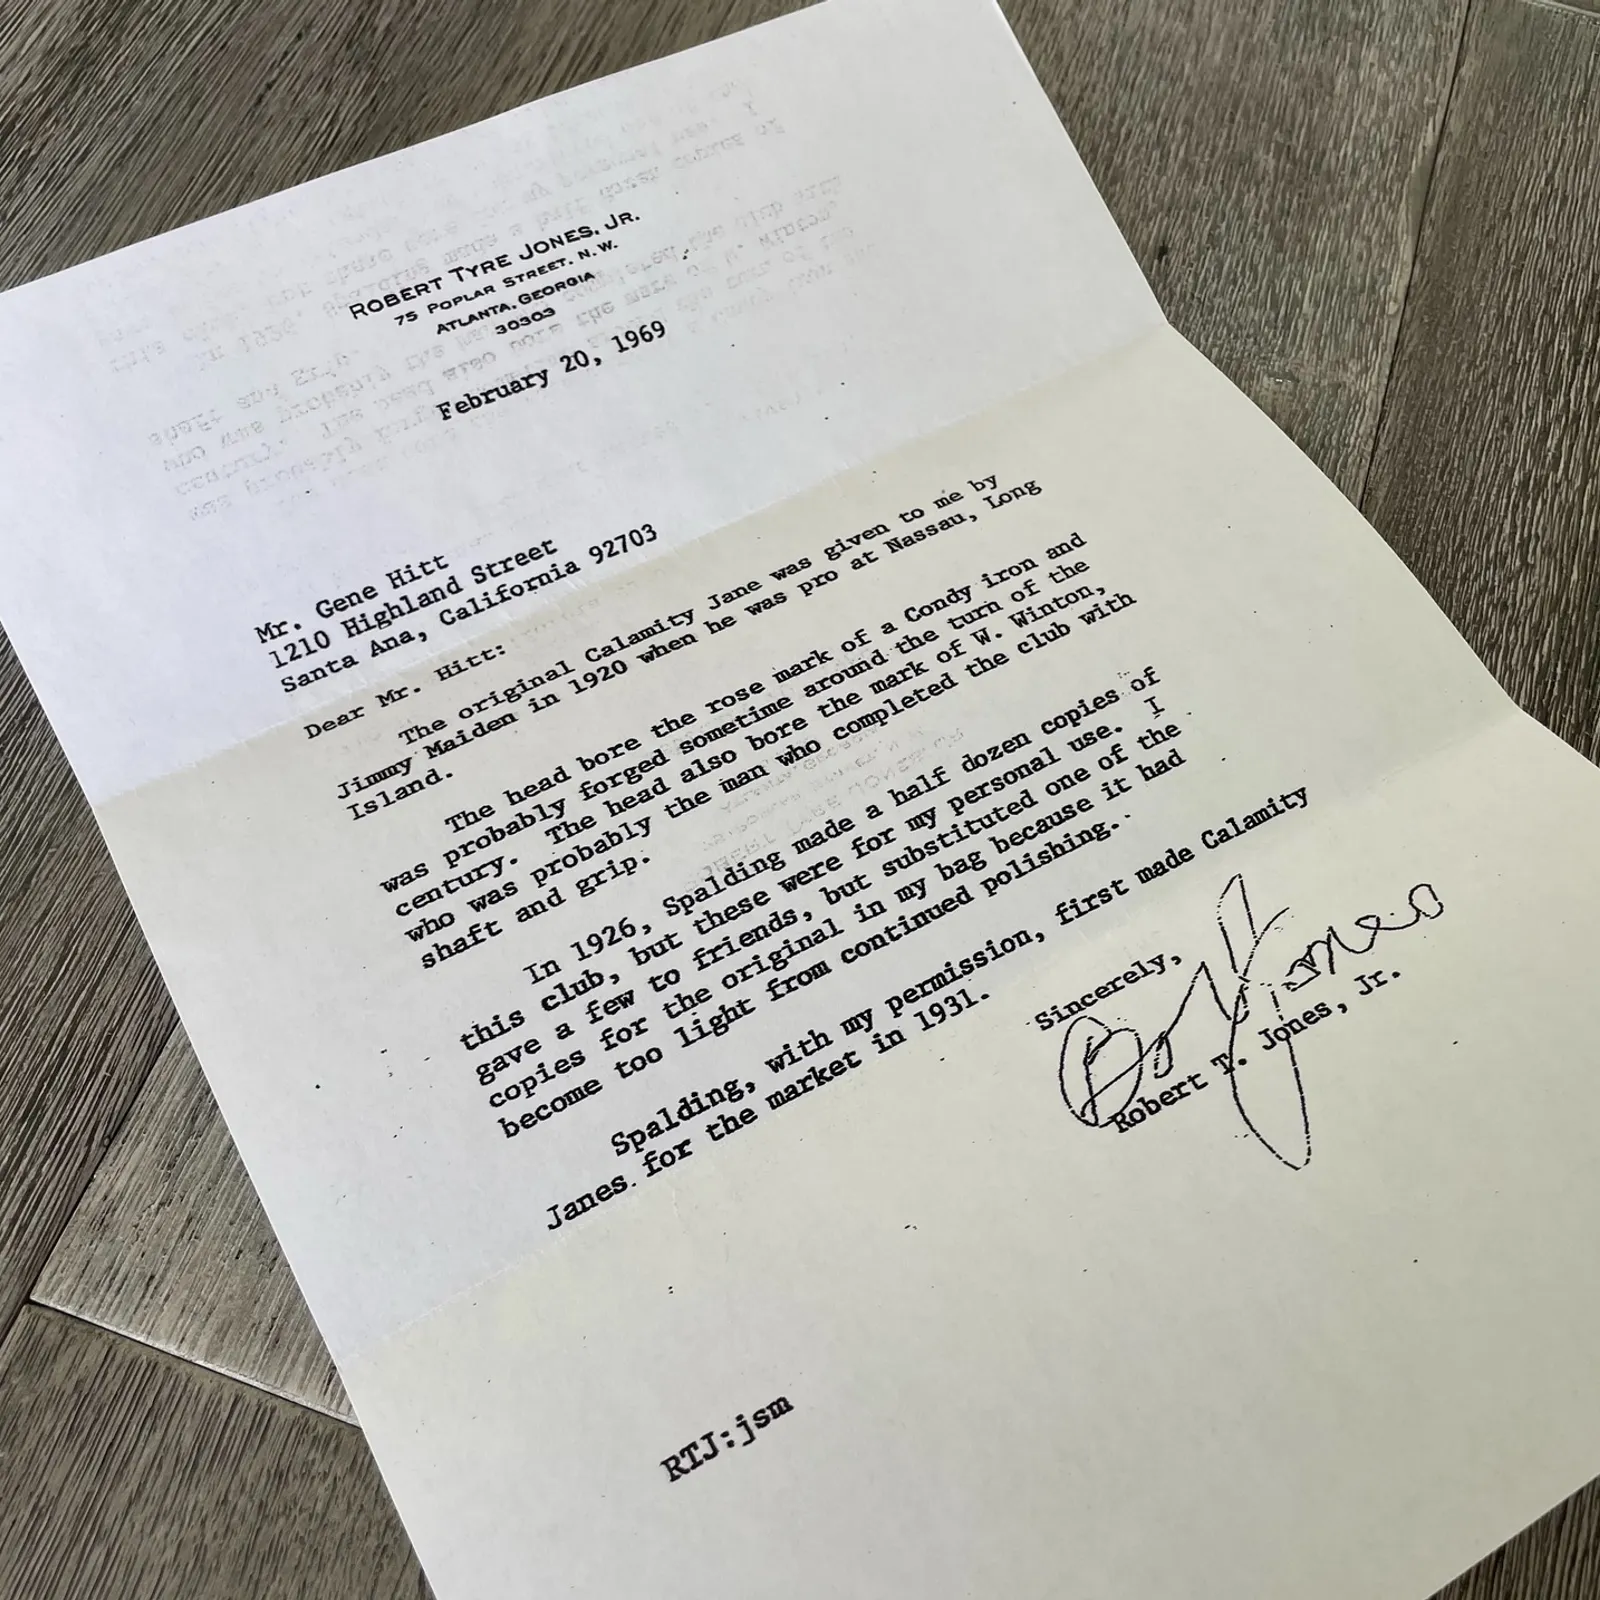 ROBERT TYRE JONES, JR.
75 POPLAR STREET, N. W.
ATLANTA, GEORGIA
30303
February 20, 1969
Mr. Gene Hitt
1210 Highland Street
Santa Ana, California 92703
Dear Mr. Hitt:
The original Calamity Jane was given to me by
Jimmy Maiden in 1920 when he was pro at Nassau, Long
Island.
The head bore the rose mark of a Condy iron and
was probably forged sometime around the turn of the
century. The head also bore the mark of W. Winton,
who was probably the man who completed the club with
shaft and grip.
In 1926, Spalding made a half dozen copies of
this club, but these were for my personal use. I
gave a few to friends, but substituted one of the
copies for the original in my bag because it had
become too light from continued polishing.
Spalding, with my permission, first made Calamity
Janes for the market in 1931.
Sincerely,
Bob Jones
Robert T. Jones, Jr.
RTJ:jsm